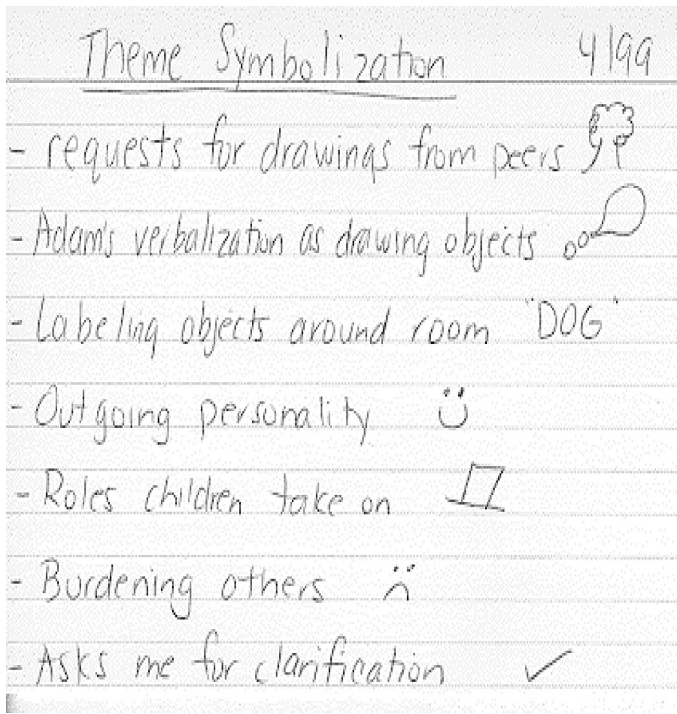 Theme Symbolization 4/99
- requests for drawings from peers
- Adam's verbalization as drawing objects
- Labeling objects around room "DOG"
- Outgoing personality
- Roles children take on
- Burdening others
- Asks me for clarification ✓